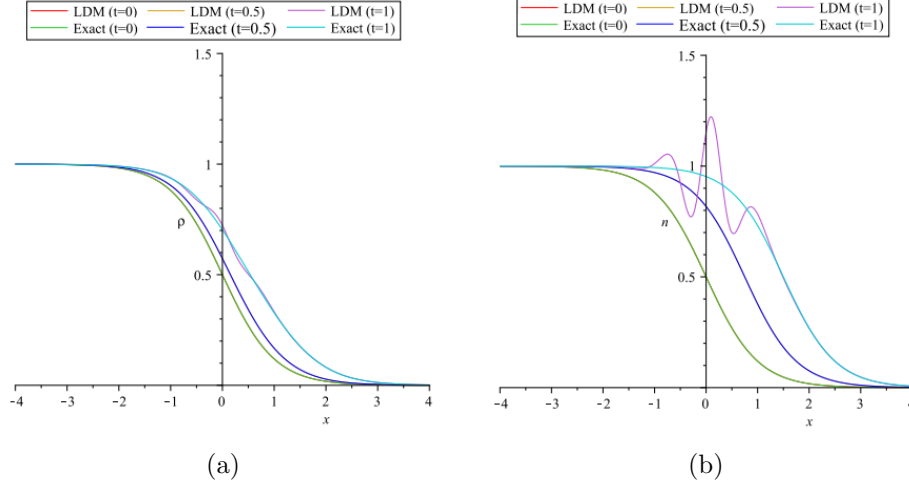 LDM (t=0) LDM (t=0.5) LDM (t=1)
Exact (t=0) Exact (t=0.5) Exact (t=1)
1.5
1
ρ
0.5
-4 -3 -2 -1 0 1 2 3 4
x
(a)
LDM (t=0) LDM (t=0.5) LDM (t=1)
Exact (t=0) Exact (t=0.5) Exact (t=1)
1.5
1
n
0.5
-4 -3 -2 -1 0 1 2 3 4
x
(b)